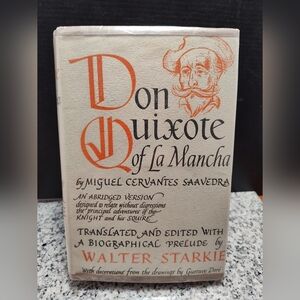 Don
Quixote
of La Mancha
by MIGUEL CERVANTES SAAVEDRA
AN ABRIDGED VERSION
designed to relate without digressions
the principal adventures of the
KNIGHT and his SQUIRE
TRANSLATED AND EDITED WITH
A BIOGRAPHICAL PRELUDE by
WALTER STARKIE
with decorations from the drawings by Gustave Doré